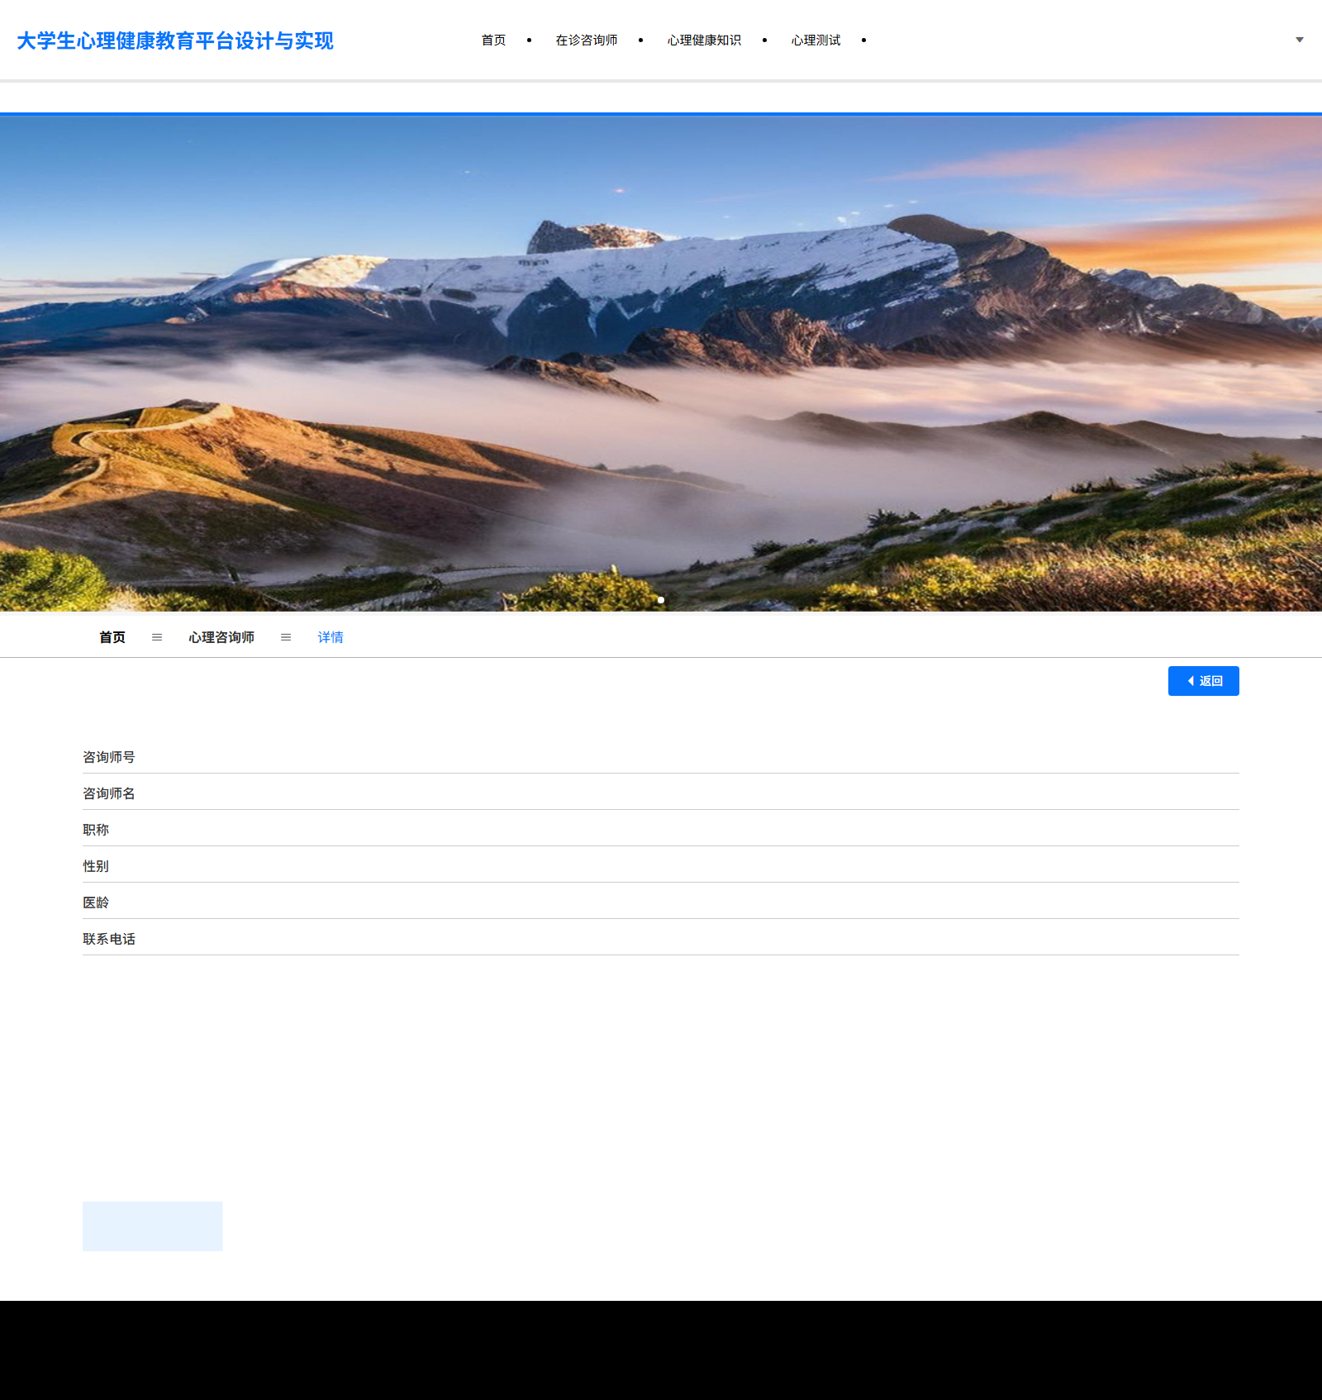 大学生心理健康教育平台设计与实现
首页 • 在诊咨询师 • 心理健康知识 • 心理测试 •
首页 心理咨询师 详情
返回
咨询师号
咨询师名
职称
性别
医龄
联系电话